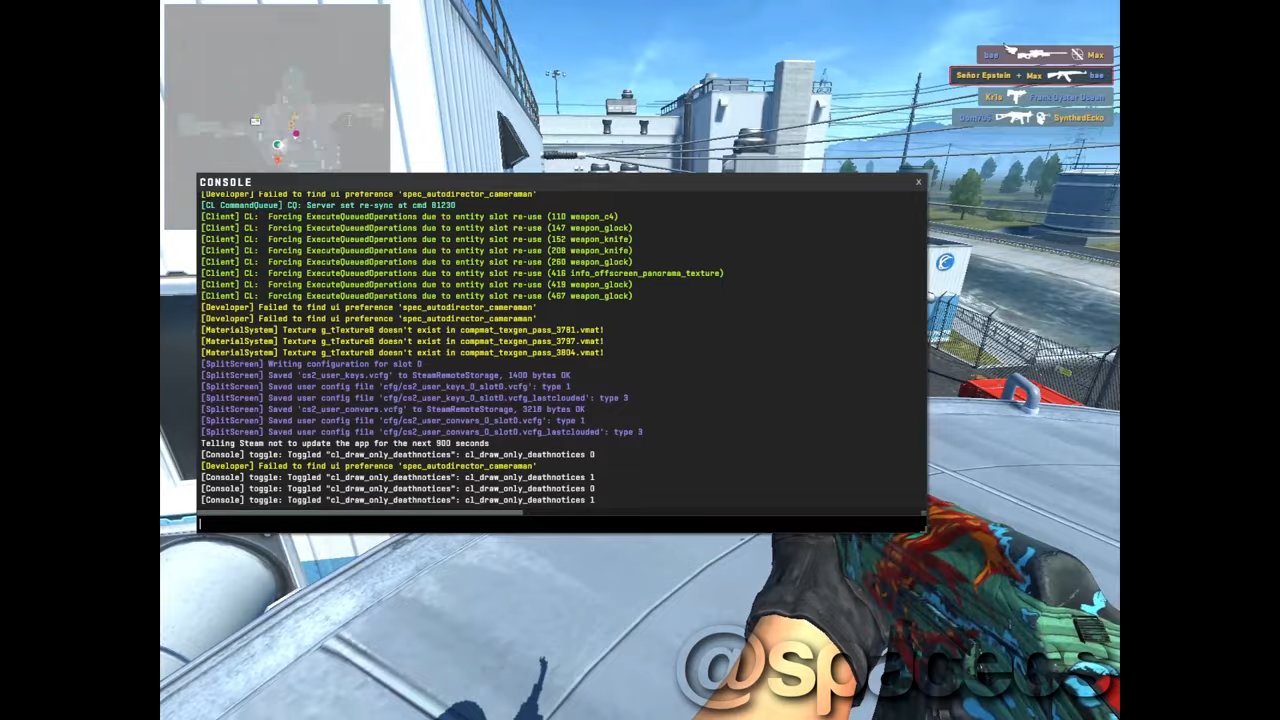 bae Max
Señor Epstein + Max bae
Kris Frank Oyster Ocean
SynthedEcko
CONSOLE X
[Developer] Failed to find ui preference 'spec_autodirector_cameraman'
[CL CommandQueue] CQ: Server set re-sync at cmd 81230
[Client] CL:  Forcing ExecuteQueuedOperations due to entity slot re-use (110 weapon_c4)
[Client] CL:  Forcing ExecuteQueuedOperations due to entity slot re-use (147 weapon_glock)
[Client] CL:  Forcing ExecuteQueuedOperations due to entity slot re-use (152 weapon_knife)
[Client] CL:  Forcing ExecuteQueuedOperations due to entity slot re-use (208 weapon_knife)
[Client] CL:  Forcing ExecuteQueuedOperations due to entity slot re-use (260 weapon_glock)
[Client] CL:  Forcing ExecuteQueuedOperations due to entity slot re-use (416 info_offscreen_panorama_texture)
[Client] CL:  Forcing ExecuteQueuedOperations due to entity slot re-use (419 weapon_glock)
[Client] CL:  Forcing ExecuteQueuedOperations due to entity slot re-use (467 weapon_glock)
[Developer] Failed to find ui preference 'spec_autodirector_cameraman'
[Developer] Failed to find ui preference 'spec_autodirector_cameraman'
[MaterialSystem] Texture g_tTextureB doesn't exist in compmat_texgen_pass_3781.vmat!
[MaterialSystem] Texture g_tTextureB doesn't exist in compmat_texgen_pass_3797.vmat!
[MaterialSystem] Texture g_tTextureB doesn't exist in compmat_texgen_pass_3804.vmat!
[SplitScreen] Writing configuration for slot 0
[SplitScreen] Saved 'cs2_user_keys.vcfg' to SteamRemoteStorage, 1400 bytes OK
[SplitScreen] Saved user config file 'cfg/cs2_user_keys_0_slot0.vcfg': type 1
[SplitScreen] Saved user config file 'cfg/cs2_user_keys_0_slot0.vcfg_lastclouded': type 3
[SplitScreen] Saved 'cs2_user_convars.vcfg' to SteamRemoteStorage, 3218 bytes OK
[SplitScreen] Saved user config file 'cfg/cs2_user_convars_0_slot0.vcfg': type 1
[SplitScreen] Saved user config file 'cfg/cs2_user_convars_0_slot0.vcfg_lastclouded': type 3
Telling Steam not to update the app for the next 900 seconds
[Console] toggle: Toggled "cl_draw_only_deathnotices": cl_draw_only_deathnotices 0
[Developer] Failed to find ui preference 'spec_autodirector_cameraman'
[Console] toggle: Toggled "cl_draw_only_deathnotices": cl_draw_only_deathnotices 1
[Console] toggle: Toggled "cl_draw_only_deathnotices": cl_draw_only_deathnotices 0
[Console] toggle: Toggled "cl_draw_only_deathnotices": cl_draw_only_deathnotices 1
@spacecs